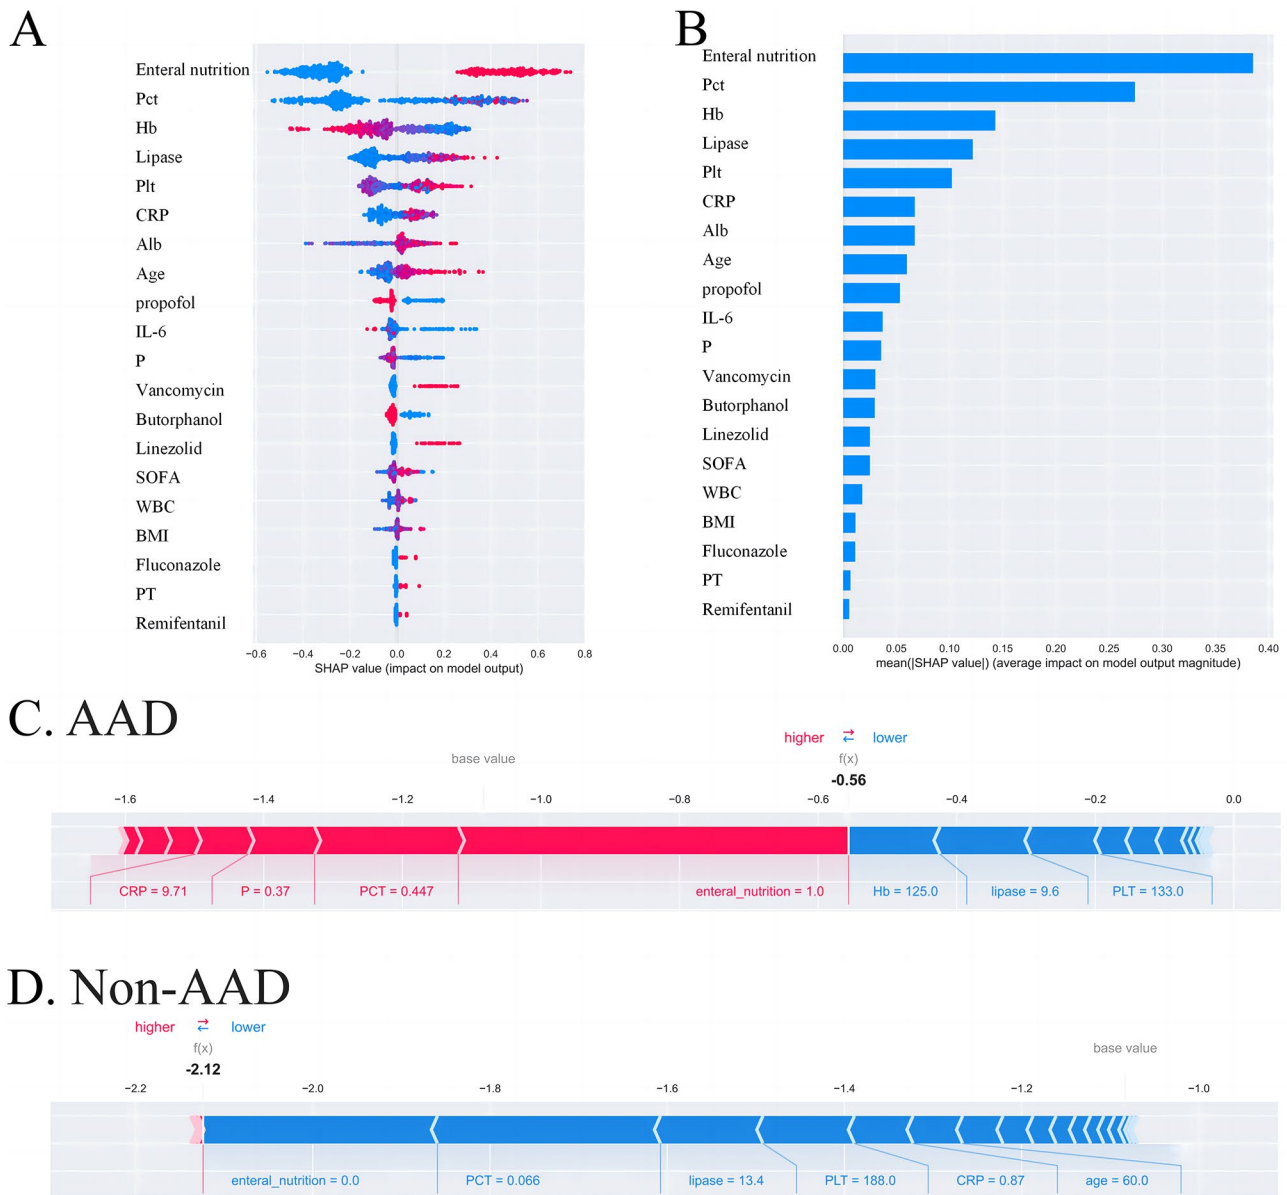 A
Enteral nutrition
Pct
Hb
Lipase
Plt
CRP
Alb
Age
propofol
IL-6
P
Vancomycin
Butorphanol
Linezolid
SOFA
WBC
BMI
Fluconazole
PT
Remifentanil
−0.6 −0.4 −0.2 0.0 0.2 0.4 0.6 0.8
SHAP value (impact on model output)
B
Enteral nutrition
Pct
Hb
Lipase
Plt
CRP
Alb
Age
propofol
IL-6
P
Vancomycin
Butorphanol
Linezolid
SOFA
WBC
BMI
Fluconazole
PT
Remifentanil
0.00 0.05 0.10 0.15 0.20 0.25 0.30 0.35 0.40
mean(|SHAP value|) (average impact on model output magnitude)
C. AAD
higher ⇄ lower
base value f(x)
-0.56
−1.6 −1.4 −1.2 −1.0 −0.8 −0.6 −0.4 −0.2 0.0
CRP = 9.71 P = 0.37 PCT = 0.447 enteral_nutrition = 1.0 Hb = 125.0 lipase = 9.6 PLT = 133.0
D. Non-AAD
higher ⇄ lower
f(x) base value
-2.12
−2.2 −2.0 −1.8 −1.6 −1.4 −1.2 −1.0
enteral_nutrition = 0.0 PCT = 0.066 lipase = 13.4 PLT = 188.0 CRP = 0.87 age = 60.0